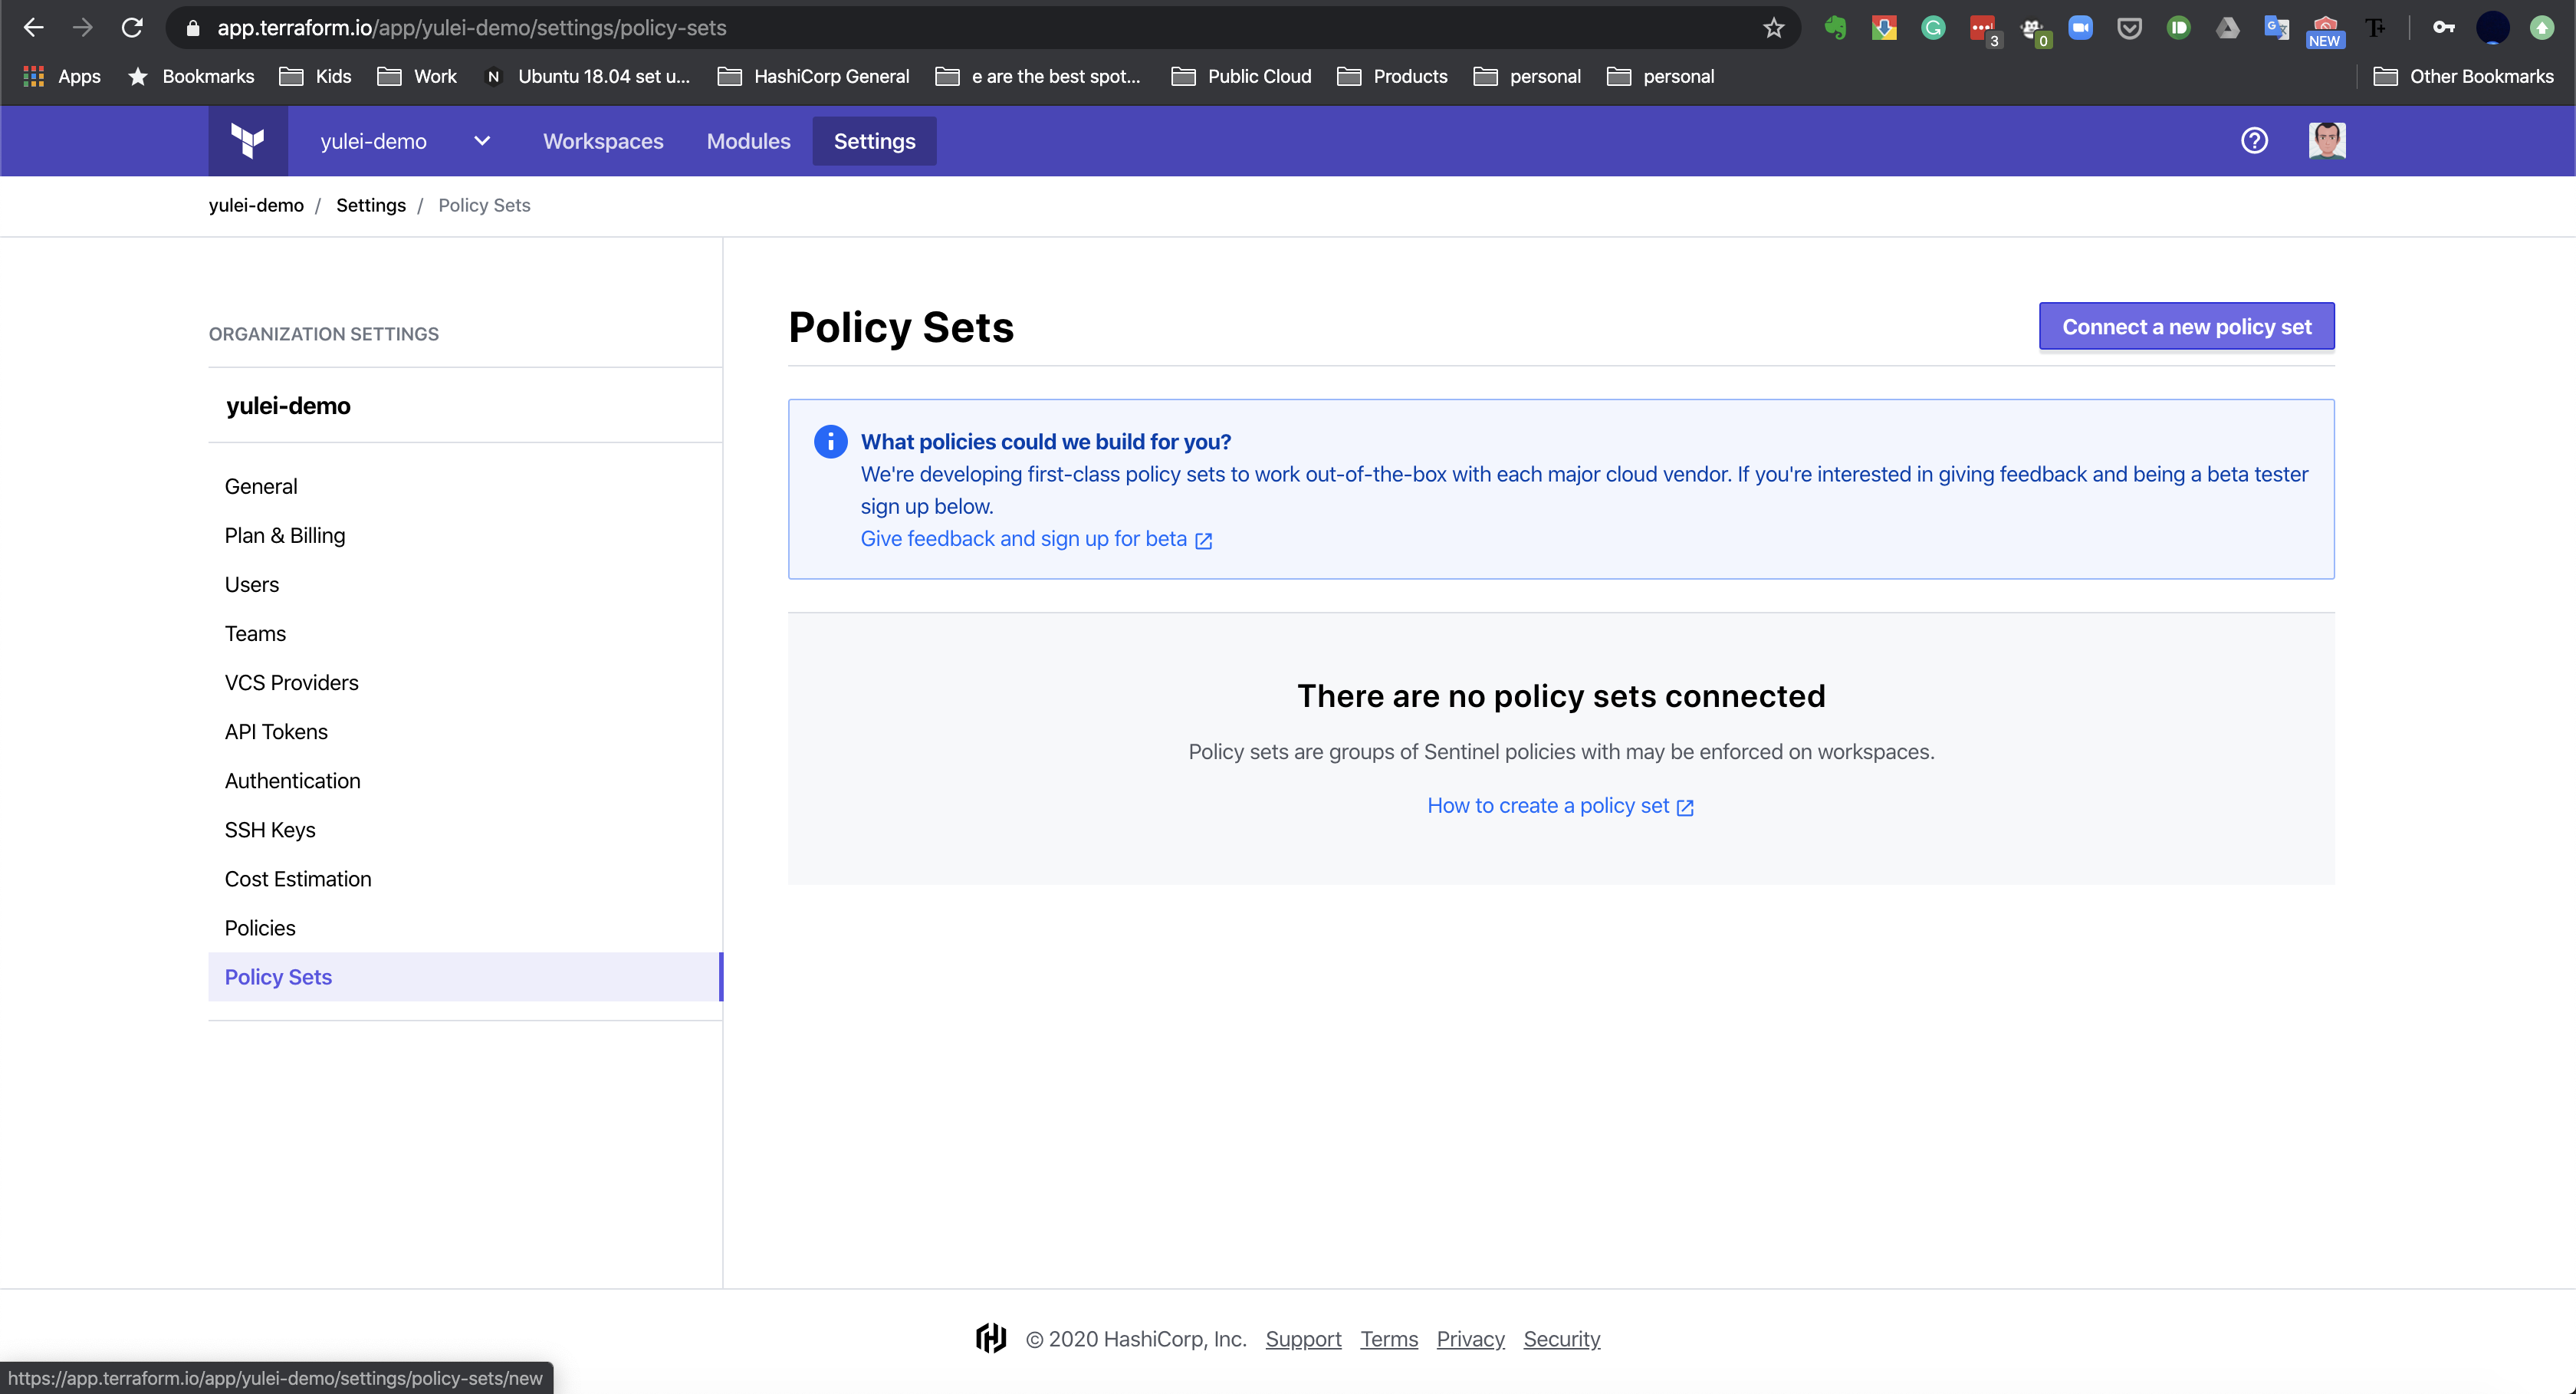 app.terraform.io/app/yulei-demo/settings/policy-sets
3
0
NEW
Apps
Bookmarks
Kids
Work
Ubuntu 18.04 set u...
HashiCorp General
e are the best spot...
Public Cloud
Products
personal
personal
Other Bookmarks
yulei-demo
Workspaces
Modules
Settings
yulei-demo / Settings / Policy Sets
ORGANIZATION SETTINGS
yulei-demo
General
Plan & Billing
Users
Teams
VCS Providers
API Tokens
Authentication
SSH Keys
Cost Estimation
Policies
Policy Sets
Policy Sets
Connect a new policy set
What policies could we build for you?
We're developing first-class policy sets to work out-of-the-box with each major cloud vendor. If you're interested in giving feedback and being a beta tester
sign up below.
Give feedback and sign up for beta
There are no policy sets connected
Policy sets are groups of Sentinel policies with may be enforced on workspaces.
How to create a policy set
© 2020 HashiCorp, Inc. Support Terms Privacy Security
https://app.terraform.io/app/yulei-demo/settings/policy-sets/new